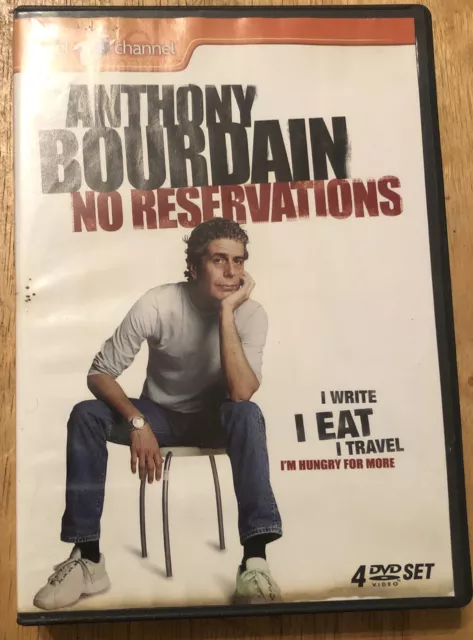 channel
ANTHONY
BOURDAIN
NO RESERVATIONS
I WRITE
I EAT
I TRAVEL
I'M HUNGRY FOR MORE
4 DVD VIDEO SET